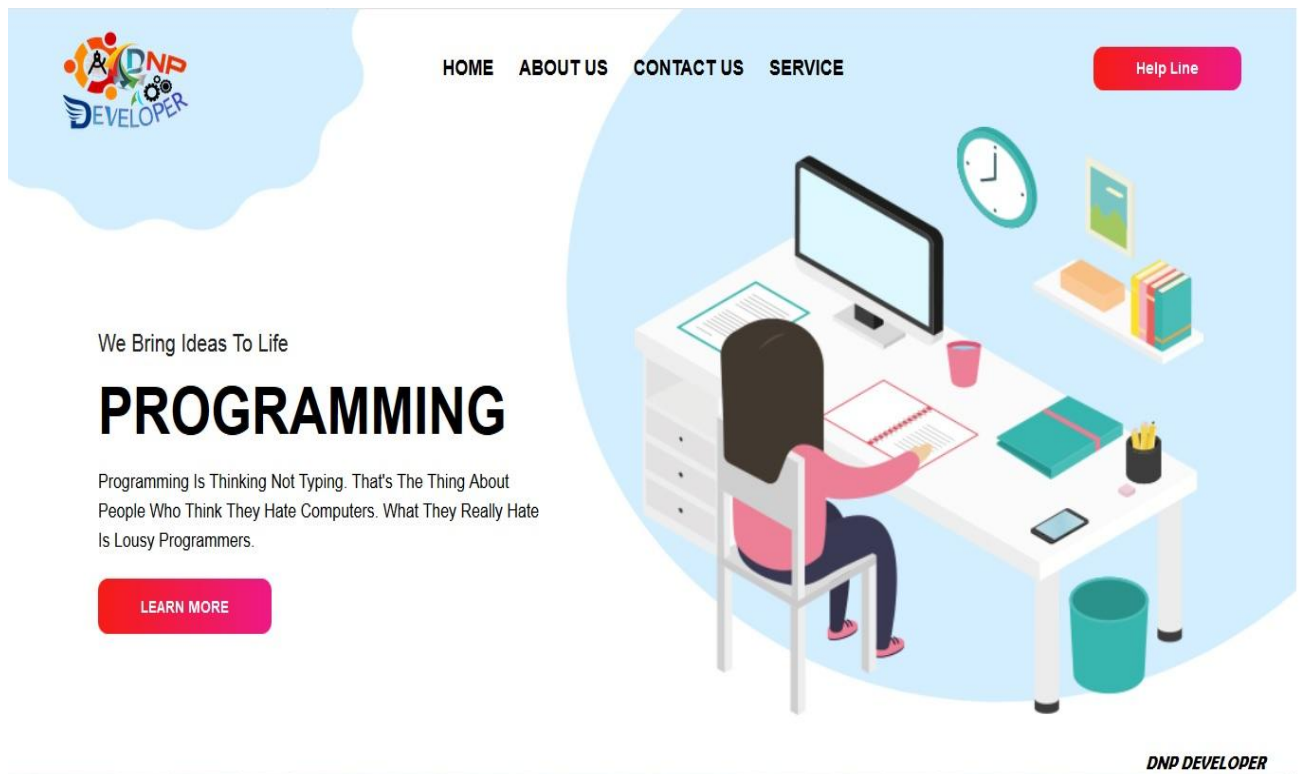 DNP
DEVELOPER
HOME ABOUT US CONTACT US SERVICE
Help Line
We Bring Ideas To Life
PROGRAMMING
Programming Is Thinking Not Typing. That's The Thing About
People Who Think They Hate Computers. What They Really Hate
Is Lousy Programmers.
LEARN MORE
DNP DEVELOPER